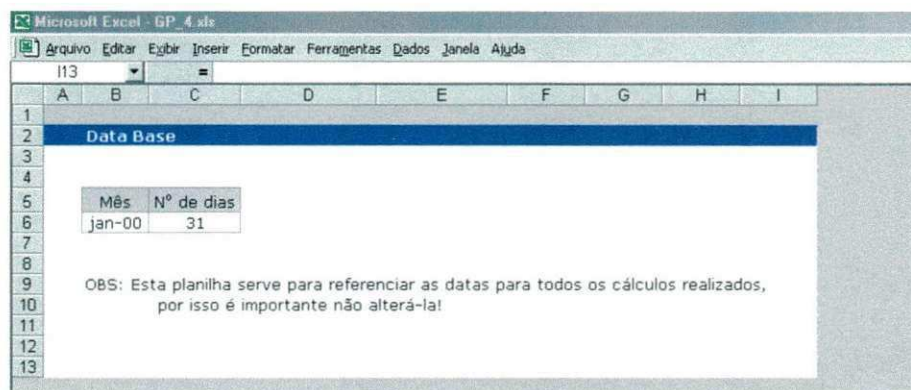 Microsoft Excel - GP_4.xls
Arquivo Editar Exibir Inserir Formatar Ferramentas Dados Janela Ajuda
I13 =
A B C D E F G H I
1
2 Data Base
3
4
5 Mês Nº de dias
6 jan-00 31
7
8
9 OBS: Esta planilha serve para referenciar as datas para todos os cálculos realizados,
10 por isso é importante não alterá-la!
11
12
13